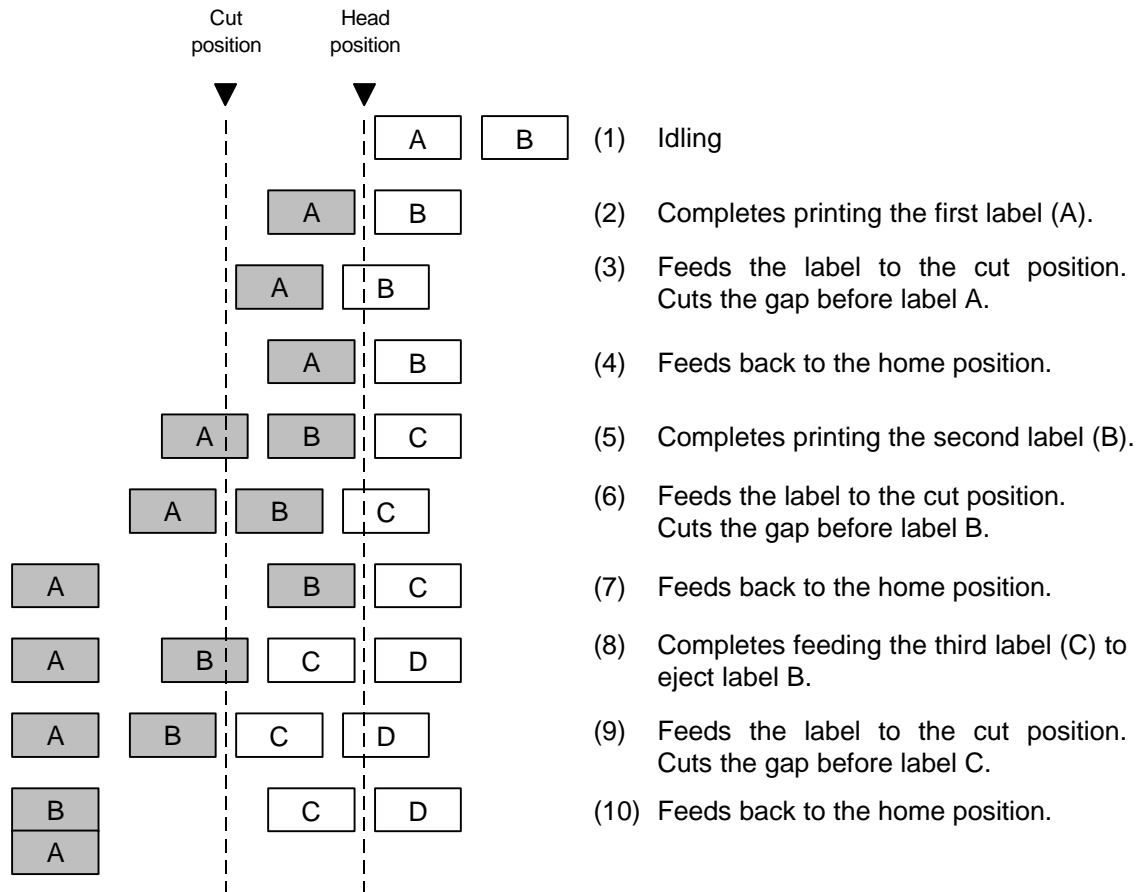 Cut
position
Head
position
A B (1) Idling
A B (2) Completes printing the first label (A).
A B (3) Feeds the label to the cut position.
Cuts the gap before label A.
A B (4) Feeds back to the home position.
A B C (5) Completes printing the second label (B).
A B C (6) Feeds the label to the cut position.
Cuts the gap before label B.
A B C (7) Feeds back to the home position.
A B C D (8) Completes feeding the third label (C) to
eject label B.
A B C D (9) Feeds the label to the cut position.
Cuts the gap before label C.
B C D (10) Feeds back to the home position.
A